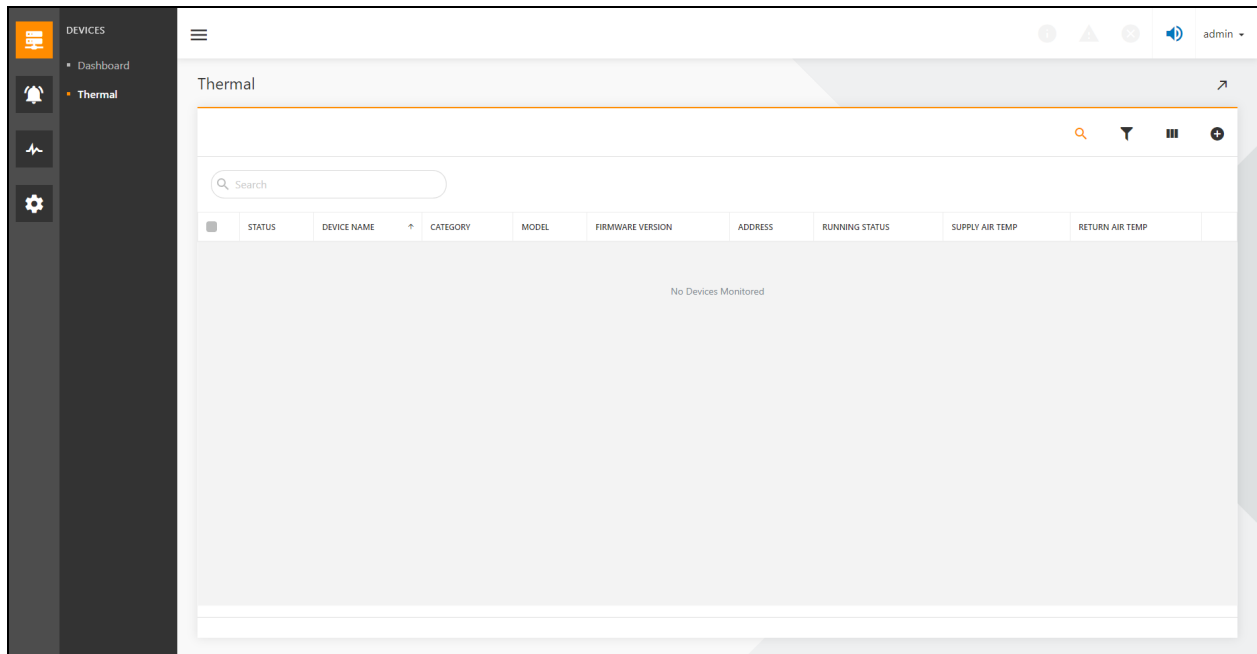 DEVICES
Dashboard
Thermal
admin
Thermal
Search
STATUS DEVICE NAME CATEGORY MODEL FIRMWARE VERSION ADDRESS RUNNING STATUS SUPPLY AIR TEMP RETURN AIR TEMP
No Devices Monitored